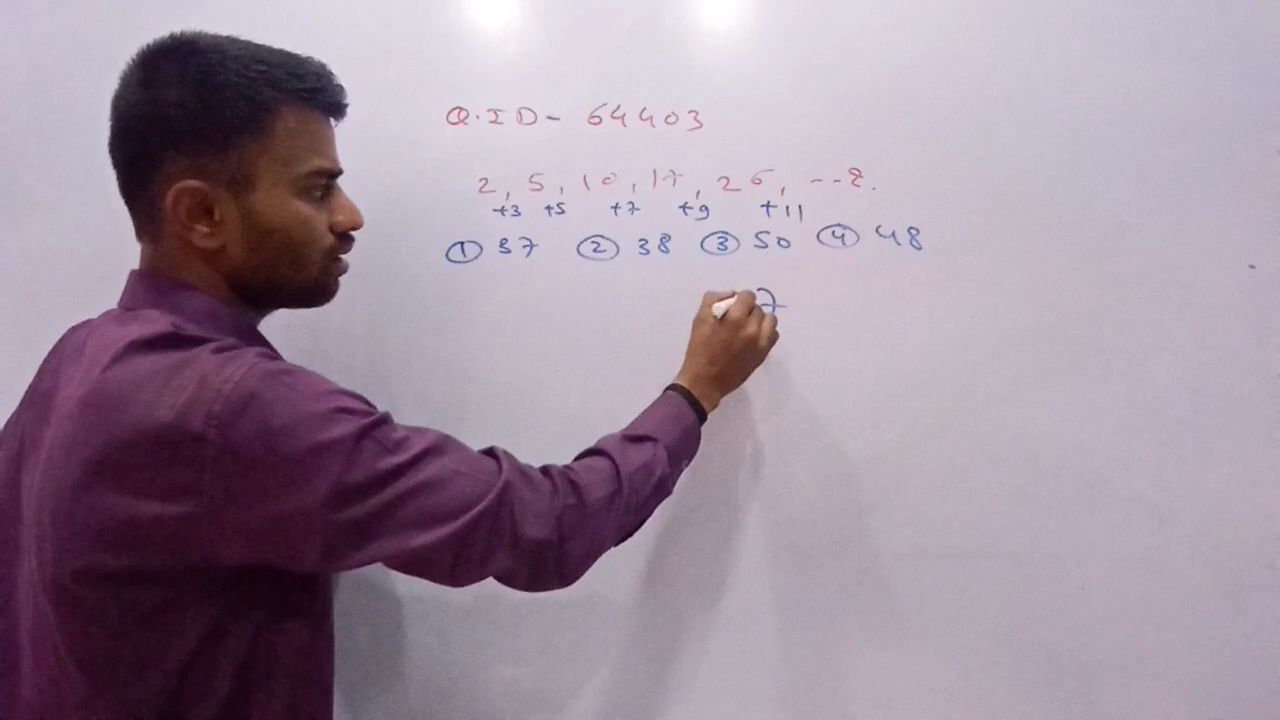 Q.ID- 64403
2, 5, 10, 17, 26, ---?.
+3 +5 +7 +9 +11
① 37 ② 38 ③ 50 ④ 48
7